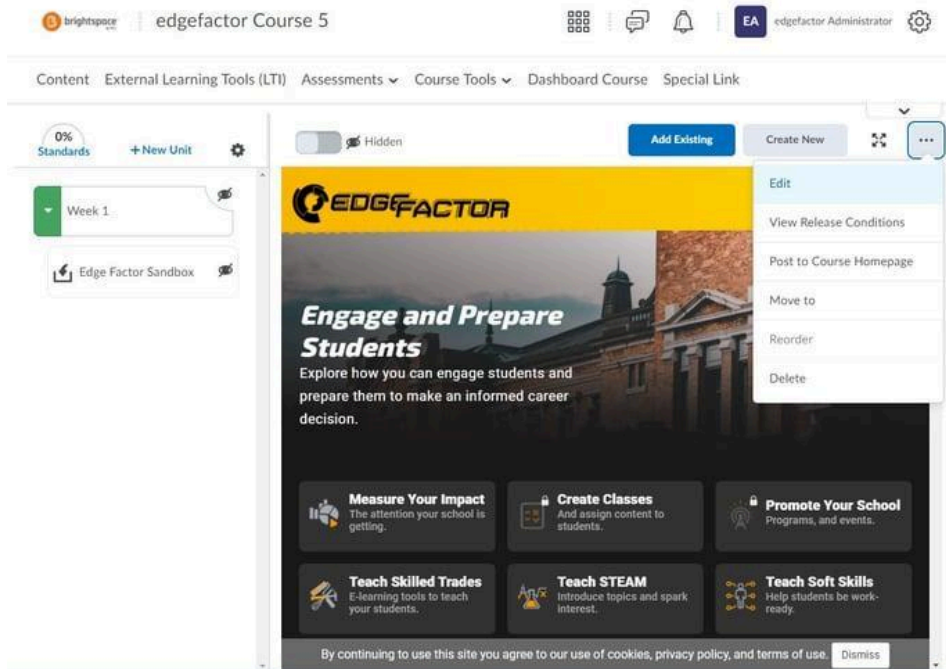 brightspace
edgefactor Course 5
EA
edgefactor Administrator
Content External Learning Tools (LTI) Assessments Course Tools Dashboard Course Special Link
0%
Standards
+ New Unit
Week 1
Edge Factor Sandbox
Hidden
Add Existing
Create New
...
Edit
View Release Conditions
Post to Course Homepage
Move to
Reorder
Delete
EDGEFACTOR
Engage and Prepare
Students
Explore how you can engage students and
prepare them to make an informed career
decision.
Measure Your Impact
The attention your school is
getting.
Create Classes
And assign content to
students.
Promote Your School
Programs, and events.
Teach Skilled Trades
E-learning tools to teach
your students.
Teach STEAM
Introduce topics and spark
interest.
Teach Soft Skills
Help students be work-
ready.
By continuing to use this site you agree to our use of cookies, privacy policy, and terms of use. Dismiss